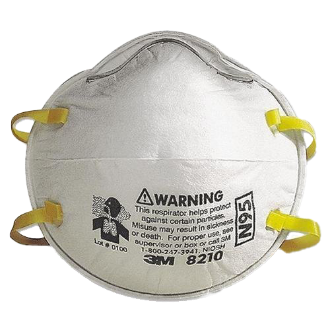 ⚠WARNING
This respirator helps protect
against certain particles.
Misuse may result in sickness
or death. For proper use, see
supervisor or box or call 3M
1-800-247-3941, NIOSH
3M 8210
N95
Lot # 0100